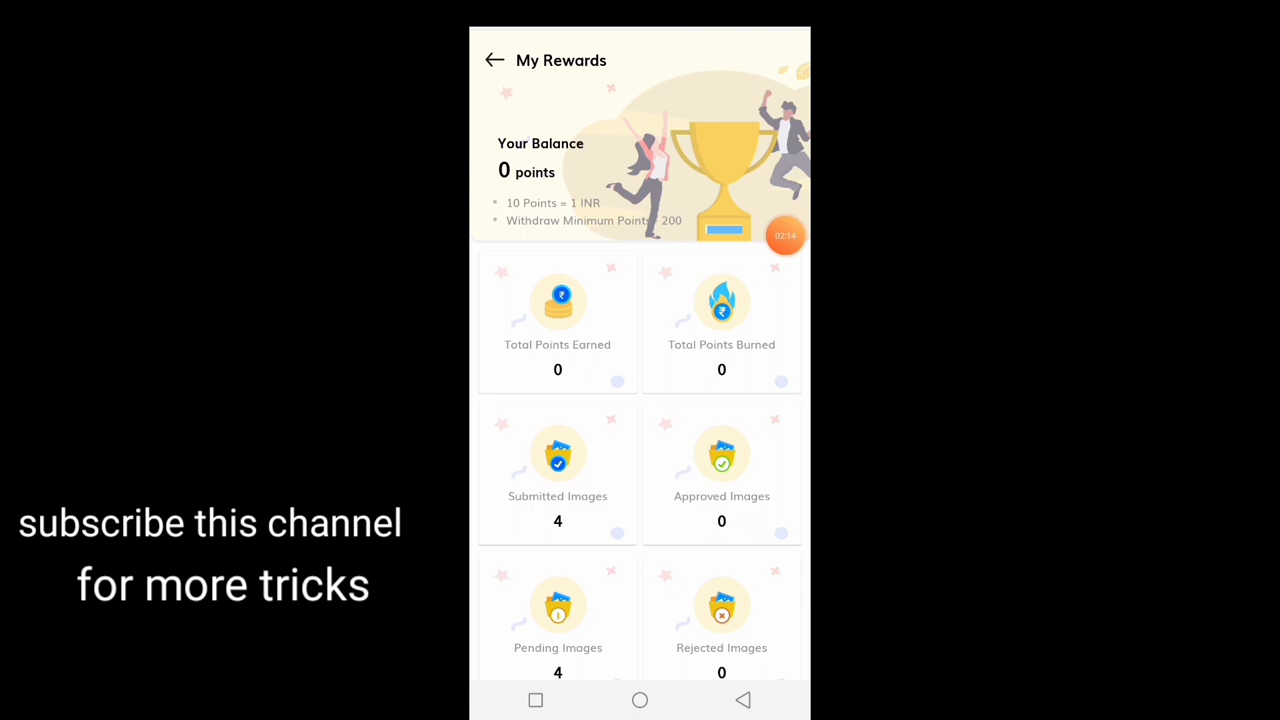 My Rewards
Your Balance
0 points
10 Points = 1 INR
Withdraw Minimum Points - 200
02:14
Total Points Earned
0
Total Points Burned
0
Submitted Images
4
Approved Images
0
Pending Images
4
Rejected Images
0
subscribe this channel
for more tricks